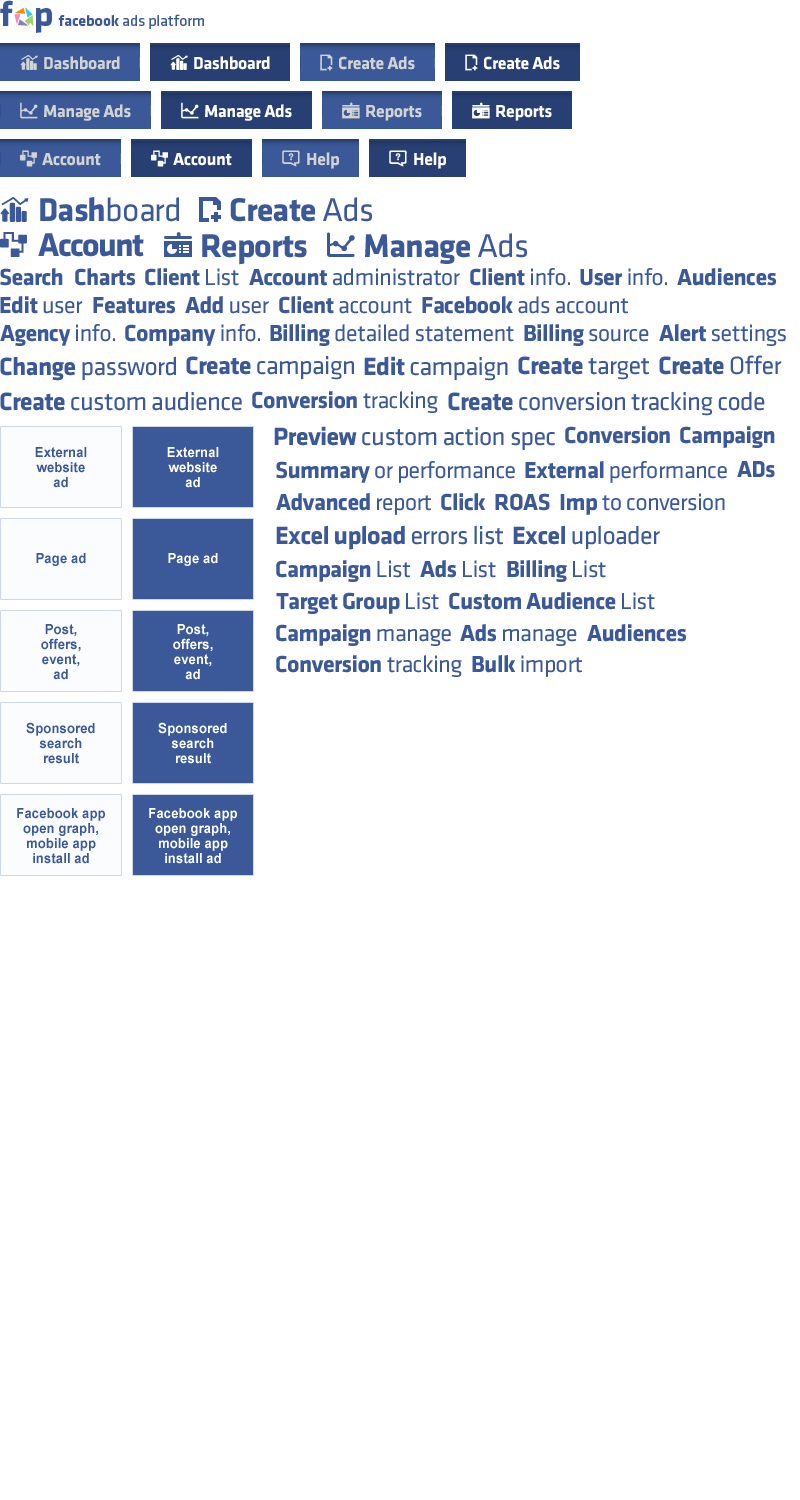 fap facebook ads platform
Dashboard Dashboard Create Ads Create Ads
Manage Ads Manage Ads Reports Reports
Account Account Help Help
Dashboard Create Ads
Account Reports Manage Ads
Search Charts Client List Account administrator Client info. User info. Audiences
Edit user Features Add user Client account Facebook ads account
Agency info. Company info. Billing detailed statement Billing source Alert settings
Change password Create campaign Edit campaign Create target Create Offer
Create custom audience Conversion tracking Create conversion tracking code
External
website
ad
External
website
ad
Page ad
Page ad
Post,
offers,
event,
ad
Post,
offers,
event,
ad
Sponsored
search
result
Sponsored
search
result
Facebook app
open graph,
mobile app
install ad
Facebook app
open graph,
mobile app
install ad
Preview custom action spec Conversion Campaign
Summary or performance External performance ADs
Advanced report Click ROAS Imp to conversion
Excel upload errors list Excel uploader
Campaign List Ads List Billing List
Target Group List Custom Audience List
Campaign manage Ads manage Audiences
Conversion tracking Bulk import